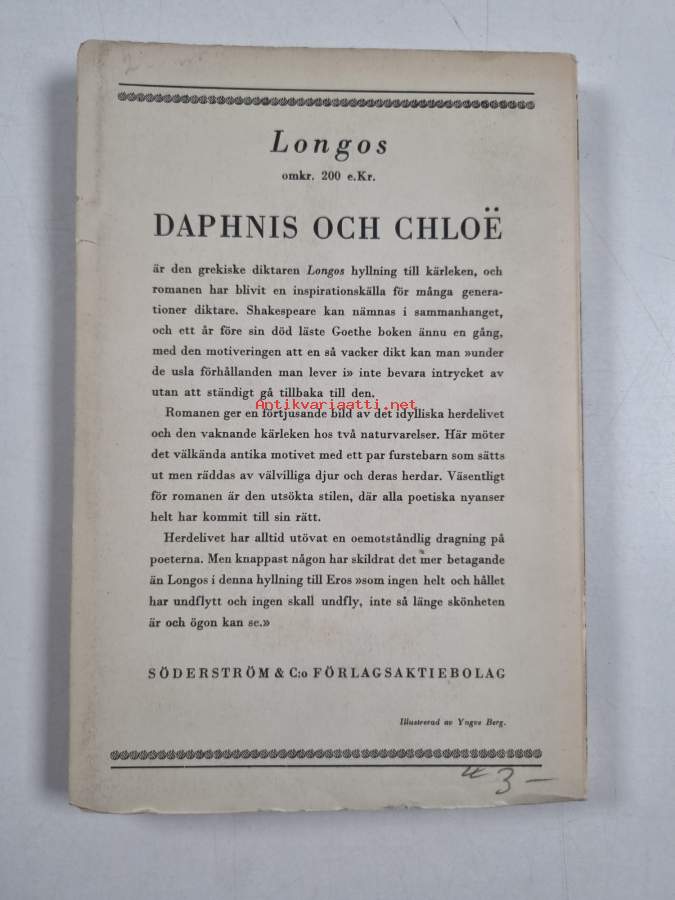 Longos
omkr. 200 e.Kr.
DAPHNIS OCH CHLOË
är den grekiske diktaren Longos hyllning till kärleken, och
romanen har blivit en inspirationskälla för många genera-
tioner diktare. Shakespeare kan nämnas i sammanhanget,
och ett år före sin död läste Goethe boken ännu en gång,
med den motiveringen att en så vacker dikt kan man »under
de usla förhållanden man lever i» inte bevara intrycket av
utan att ständigt gå tillbaka till den.
Antikvariaatti.net
Romanen ger en förtjusande bild av det idylliska herdelivet
och den vaknande kärleken hos två naturvarelser. Här möter
det välkända antika motivet med ett par furstebarn som sätts
ut men räddas av välvilliga djur och deras herdar. Väsentligt
för romanen är den utsökta stilen, där alla poetiska nyanser
helt har kommit till sin rätt.
Herdelivet har alltid utövat en oemotståndlig dragning på
poeterna. Men knappast någon har skildrat det mer betagande
än Longos i denna hyllning till Eros »som ingen helt och hållet
har undflytt och ingen skall undfly, inte så länge skönheten
är och ögon kan se.»
SÖDERSTRÖM & C:o FÖRLAGSAKTIEBOLAG
Illustrerad av Yngve Berg.
3-